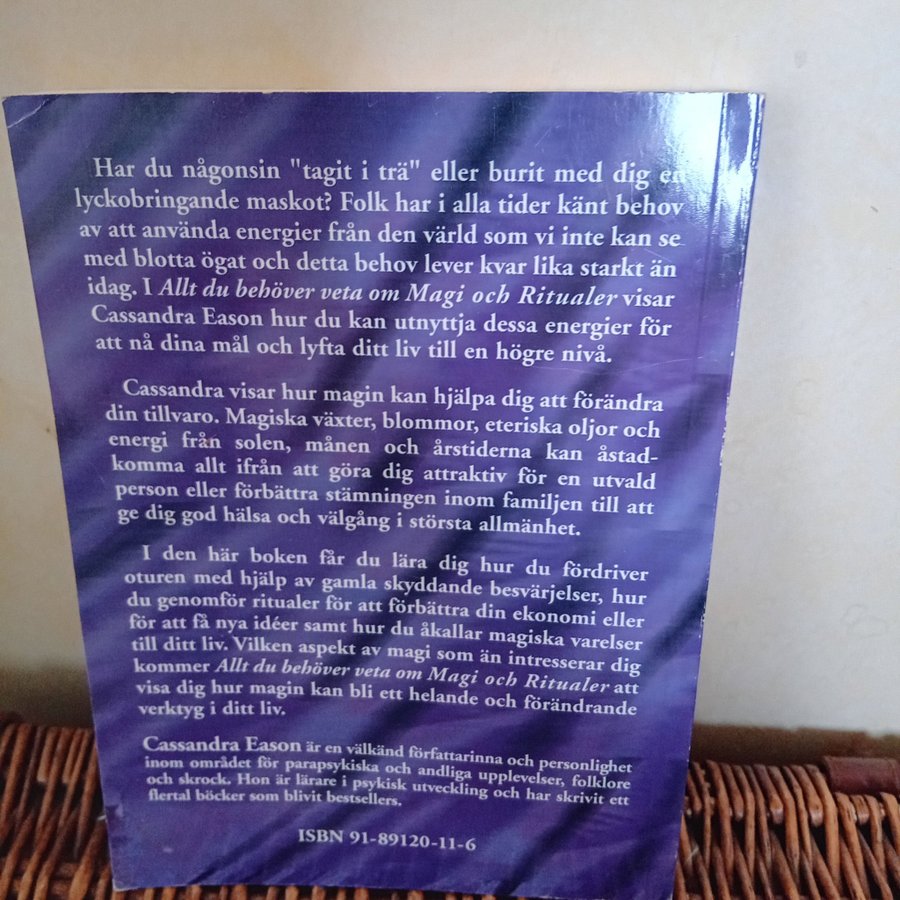 Har du någonsin "tagit i trä" eller burit med dig en
lyckobringande maskot? Folk har i alla tider känt behov
av att använda energier från den värld som vi inte kan se
med blotta ögat och detta behov lever kvar lika starkt än
idag. I Allt du behöver veta om Magi och Ritualer visar
Cassandra Eason hur du kan utnyttja dessa energier för
att nå dina mål och lyfta ditt liv till en högre nivå.
Cassandra visar hur magin kan hjälpa dig att förändra
din tillvaro. Magiska växter, blommor, eteriska oljor och
energi från solen, månen och årstiderna kan åstad-
komma allt ifrån att göra dig attraktiv för en utvald
person eller förbättra stämningen inom familjen till att
ge dig god hälsa och välgång i största allmänhet.
I den här boken får du lära dig hur du fördriver
oturen med hjälp av gamla skyddande besvärjelser, hur
du genomför ritualer för att förbättra din ekonomi eller
för att få nya idéer samt hur du åkallar magiska varelser
till ditt liv. Vilken aspekt av magi som än intresserar dig
kommer Allt du behöver veta om Magi och Ritualer att
visa dig hur magin kan bli ett helande och förändrande
verktyg i ditt liv.
Cassandra Eason är en välkänd författarinna och personlighet
inom området för parapsykiska och andliga upplevelser, folklore
och skrock. Hon är lärare i psykisk utveckling och har skrivit ett
flertal böcker som blivit bestsellers.
ISBN 91-89120-11-6